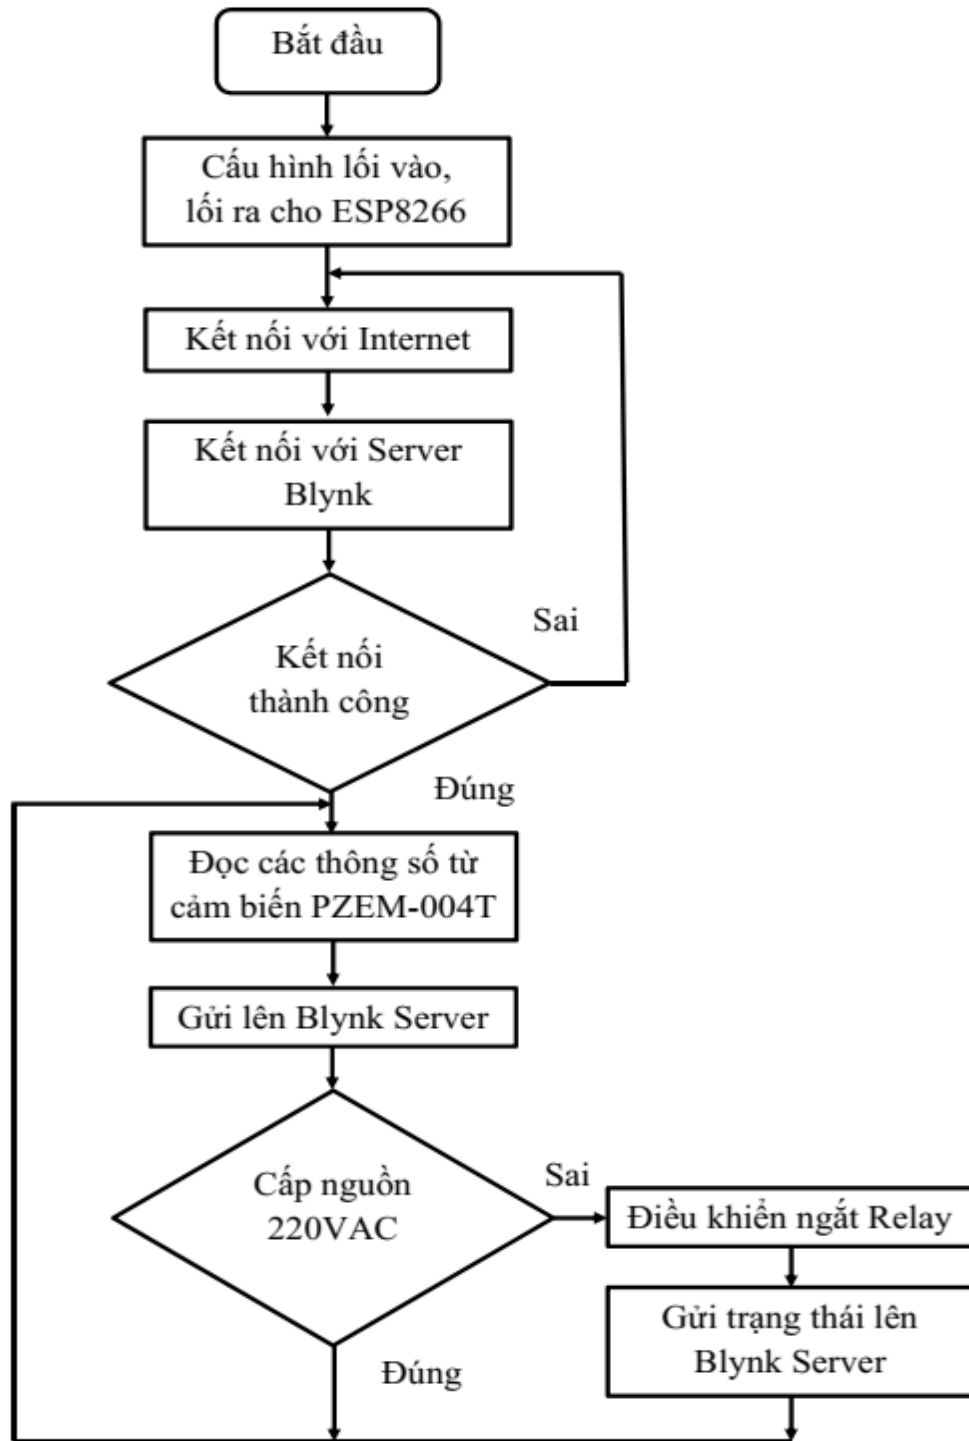 Bắt đầu
Cấu hình lối vào,
lối ra cho ESP8266
Kết nối với Internet
Kết nối với Server
Blynk
Sai
Kết nối
thành công
Đúng
Đọc các thông số từ
cảm biến PZEM-004T
Gửi lên Blynk Server
Cấp nguồn
220VAC
Sai
Điều khiển ngắt Relay
Gửi trạng thái lên
Blynk Server
Đúng